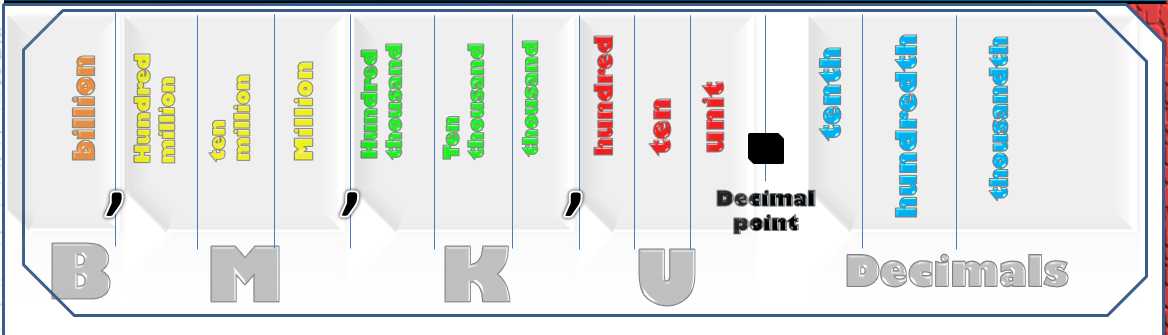 billion
Hundred
million
ten
million
Million
Hundred
thousand
Ten
thousand
thousand
hundred
ten
unit
tenth
hundredth
thousandth
,
,
,
Decimal
point
B
M
K
U
Decimals